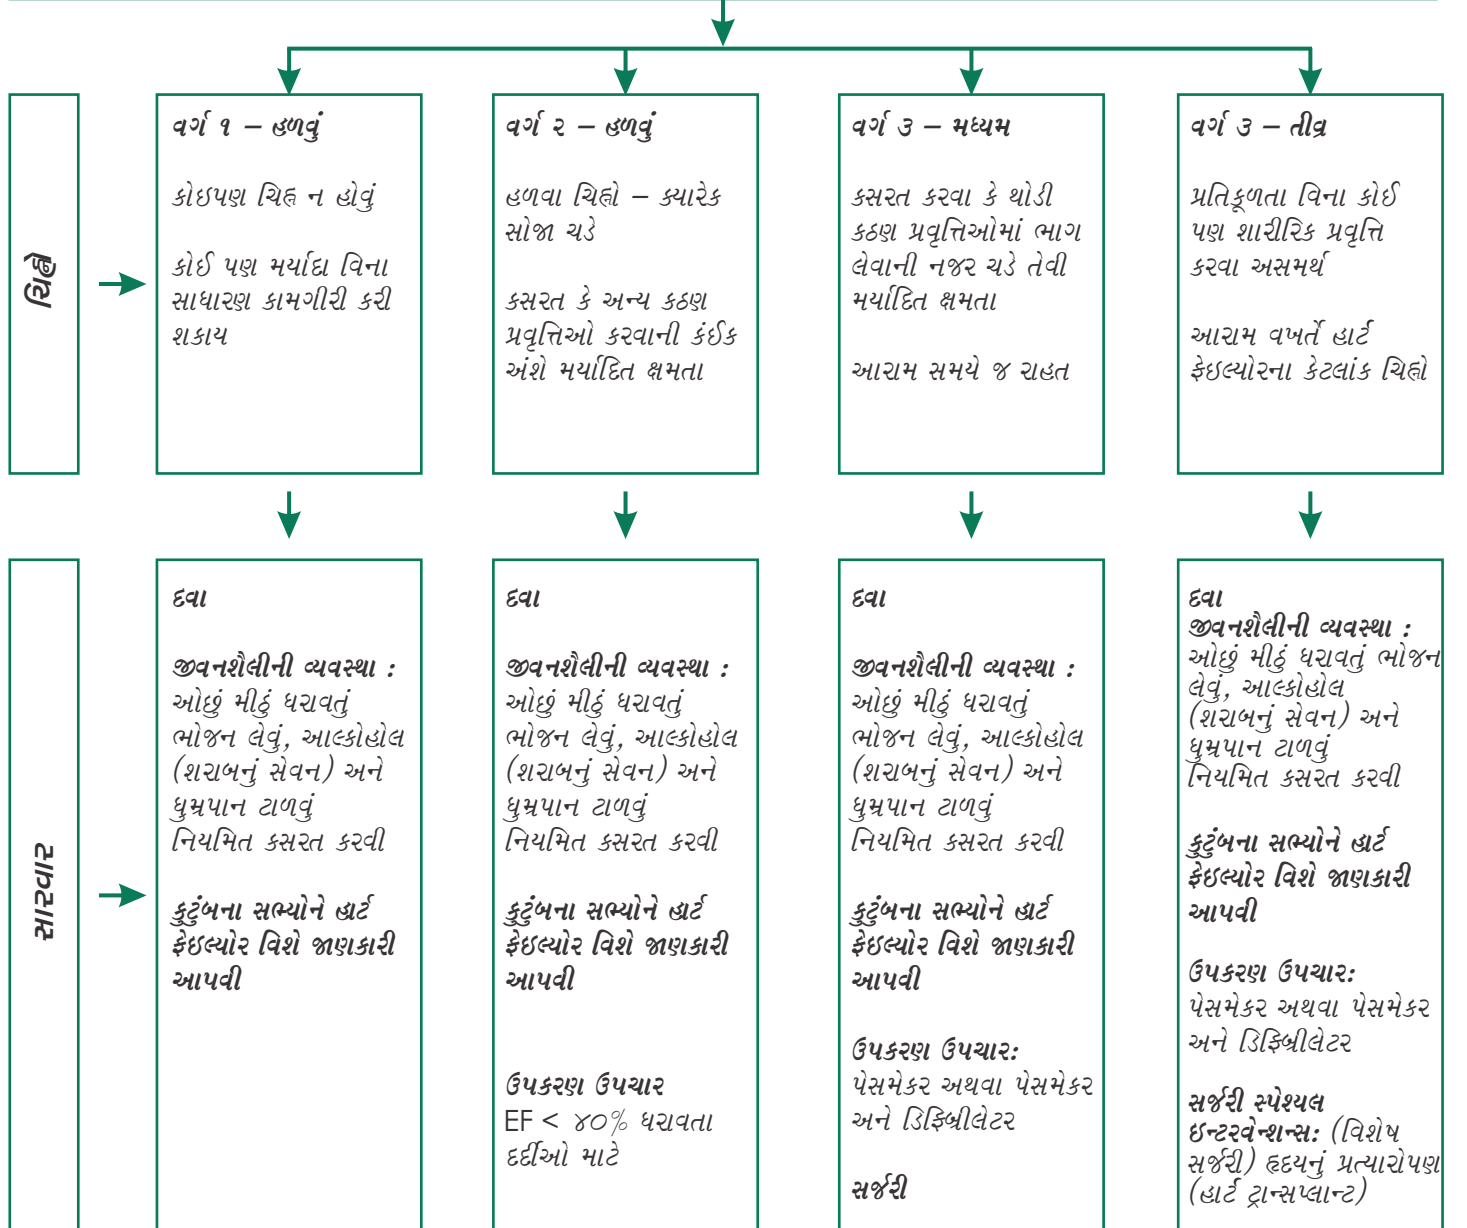 ચિહ્નો
વર્ગ ૧ – હળવું
કોઇપણ ચિહ્ન ન હોવું
કોઈ પણ મર્યાદા વિના
સાધારણ કામગીરી કરી
શકાય
વર્ગ ૨ – હળવું
હળવા ચિહ્નો – ક્યારેક
સોજા ચડે
કસરત કે અન્ય કઠણ
પ્રવૃત્તિઓ કરવાની કંઈક
અંશે મર્યાદિત ક્ષમતા
વર્ગ ૩ – મધ્યમ
કસરત કરવા કે થોડી
કઠણ પ્રવૃત્તિઓમાં ભાગ
લેવાની નજર ચડે તેવી
મર્યાદિત ક્ષમતા
આરામ સમયે જ રાહત
વર્ગ ૩ – તીવ્ર
પ્રતિકૂળતા વિના કોઈ
પણ શારીરિક પ્રવૃત્તિ
કરવા અસમર્થ
આરામ વખતે હાર્ટ
ફેઇલ્યોરના કેટલાંક ચિહ્નો
સારવાર
દવા
જીવનશૈલીની વ્યવસ્થા :
ઓછું મીઠું ધરાવતું
ભોજન લેવું, આલ્કોહોલ
(શરાબનું સેવન) અને
ધુમ્રપાન ટાળવું
નિયમિત કસરત કરવી
કુટુંબના સભ્યોને હાર્ટ
ફેઇલ્યોર વિશે જાણકારી
આપવી
દવા
જીવનશૈલીની વ્યવસ્થા :
ઓછું મીઠું ધરાવતું
ભોજન લેવું, આલ્કોહોલ
(શરાબનું સેવન) અને
ધુમ્રપાન ટાળવું
નિયમિત કસરત કરવી
કુટુંબના સભ્યોને હાર્ટ
ફેઇલ્યોર વિશે જાણકારી
આપવી
ઉપકરણ ઉપચાર
EF < ૪૦% ધરાવતા
દર્દીઓ માટે
દવા
જીવનશૈલીની વ્યવસ્થા :
ઓછું મીઠું ધરાવતું
ભોજન લેવું, આલ્કોહોલ
(શરાબનું સેવન) અને
ધુમ્રપાન ટાળવું
નિયમિત કસરત કરવી
કુટુંબના સભ્યોને હાર્ટ
ફેઇલ્યોર વિશે જાણકારી
આપવી
ઉપકરણ ઉપચાર:
પેસમેકર અથવા પેસમેકર
અને ડિફિબ્રીલેટર
સર્જરી
દવા
જીવનશૈલીની વ્યવસ્થા :
ઓછું મીઠું ધરાવતું ભોજન
લેવું, આલ્કોહોલ
(શરાબનું સેવન) અને
ધુમ્રપાન ટાળવું
નિયમિત કસરત કરવી
કુટુંબના સભ્યોને હાર્ટ
ફેઇલ્યોર વિશે જાણકારી
આપવી
ઉપકરણ ઉપચાર:
પેસમેકર અથવા પેસમેકર
અને ડિફિબ્રીલેટર
સર્જરી સ્પેશ્યલ
ઇન્ટરવેન્શન્સ: (વિશેષ
સર્જરી) હૃદયનું પ્રત્યારોપણ
(હાર્ટ ટ્રાન્સપ્લાન્ટ)